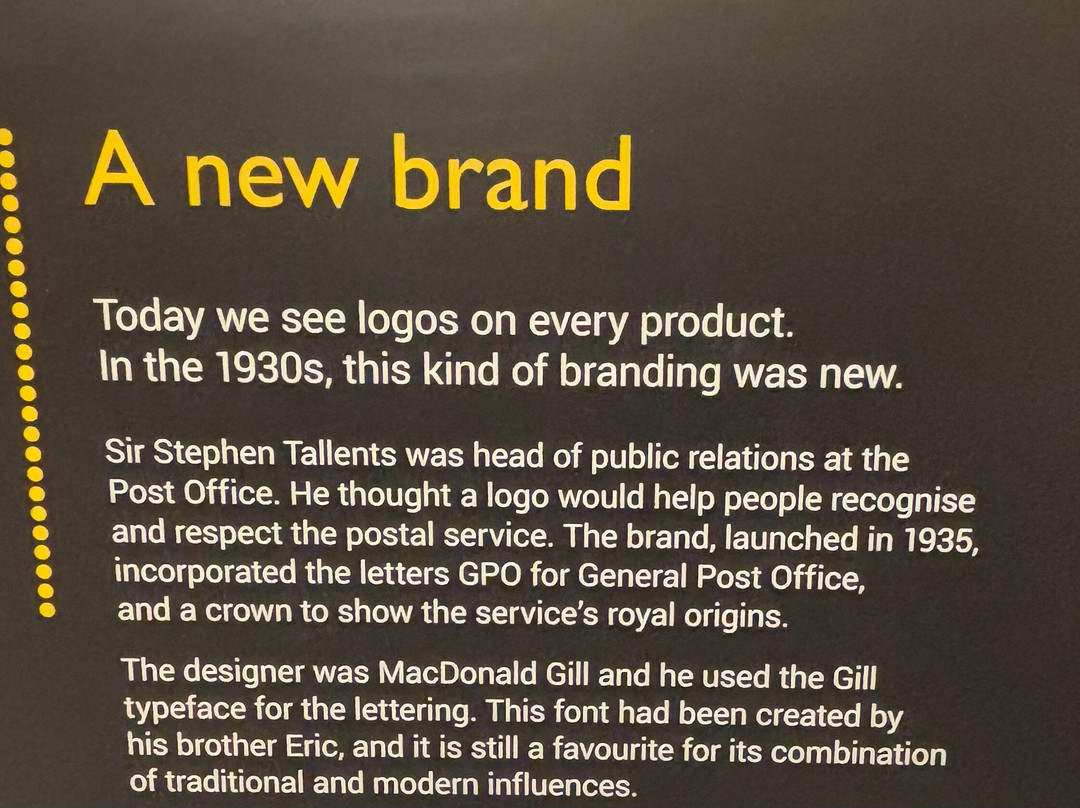 A new brand
Today we see logos on every product.
In the 1930s, this kind of branding was new.
Sir Stephen Tallents was head of public relations at the
Post Office. He thought a logo would help people recognise
and respect the postal service. The brand, launched in 1935,
incorporated the letters GPO for General Post Office,
and a crown to show the service's royal origins.
The designer was MacDonald Gill and he used the Gill
typeface for the lettering. This font had been created by
his brother Eric, and it is still a favourite for its combination
of traditional and modern influences.